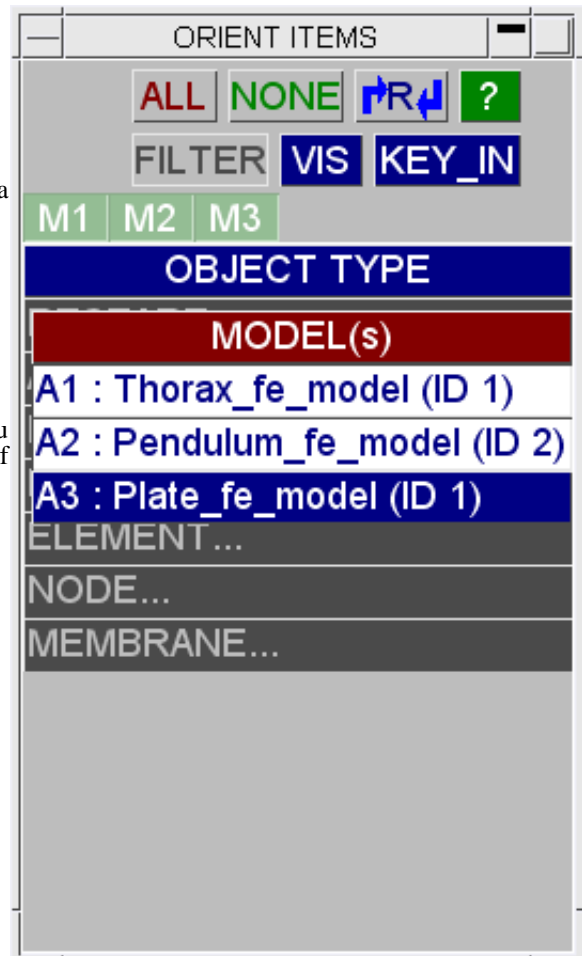 ORIENT ITEMS
ALL NONE R ?
FILTER VIS KEY_IN
a
M1 M2 M3
OBJECT TYPE
MODEL(s)
A1 : Thorax_fe_model (ID 1)
u
A2 : Pendulum_fe_model (ID 2)
f
A3 : Plate_fe_model (ID 1)
ELEMENT...
NODE...
MEMBRANE...